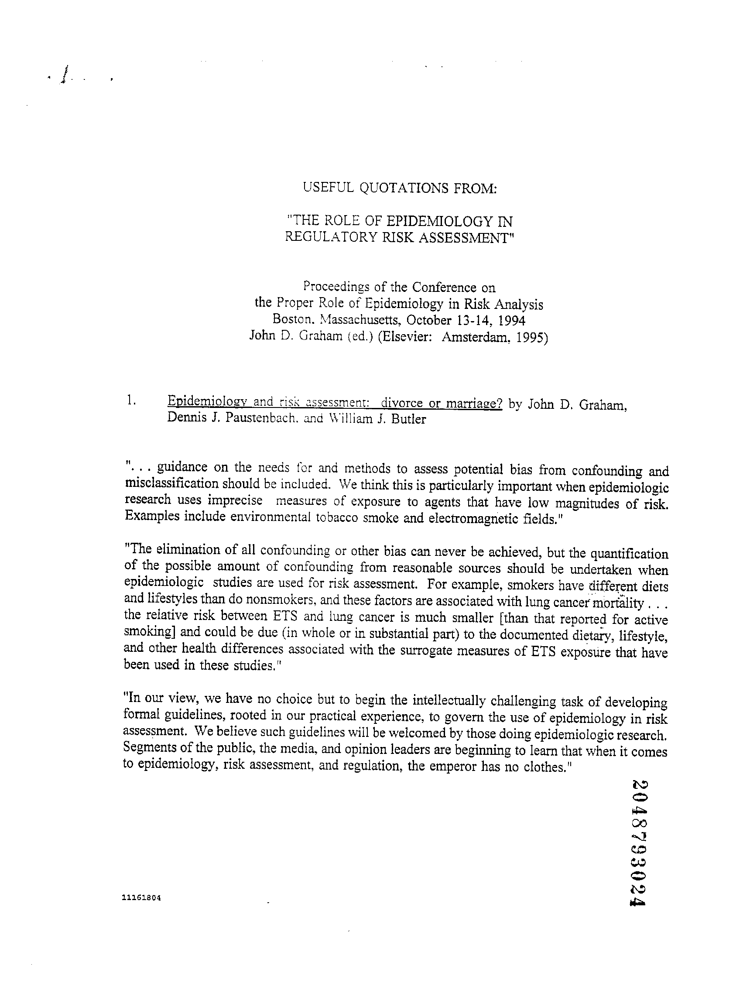 1
USEFUL QUOTATIONS FROM:
"THE ROLE OF EPIDEMIOLOGY IN
REGULATORY RISK ASSESSMENT"
Proceedings of the Conference on
the Proper Role of Epidemiology in Risk Analysis
Boston, Massachusetts, October 13-14, 1994
John D. Graham (ed.) (Elsevier: Amsterdam, 1995)
1. Epidemiology and risk assessment: divorce or marriage? by John D. Graham,
Dennis J. Paustenbach, and William J. Butler
". . . guidance on the needs for and methods to assess potential bias from confounding and
misclassification should be included. We think this is particularly important when epidemiologic
research uses imprecise measures of exposure to agents that have low magnitudes of risk.
Examples include environmental tobacco smoke and electromagnetic fields."
"The elimination of all confounding or other bias can never be achieved, but the quantification
of the possible amount of confounding from reasonable sources should be undertaken when
epidemiologic studies are used for risk assessment. For example, smokers have different diets
and lifestyles than do nonsmokers, and these factors are associated with lung cancer mortality . . .
the relative risk between ETS and lung cancer is much smaller [than that reported for active
smoking] and could be due (in whole or in substantial part) to the documented dietary, lifestyle,
and other health differences associated with the surrogate measures of ETS exposure that have
been used in these studies."
"In our view, we have no choice but to begin the intellectually challenging task of developing
formal guidelines, rooted in our practical experience, to govern the use of epidemiology in risk
assessment. We believe such guidelines will be welcomed by those doing epidemiologic research.
Segments of the public, the media, and opinion leaders are beginning to learn that when it comes
to epidemiology, risk assessment, and regulation, the emperor has no clothes."
2048793024
11161804